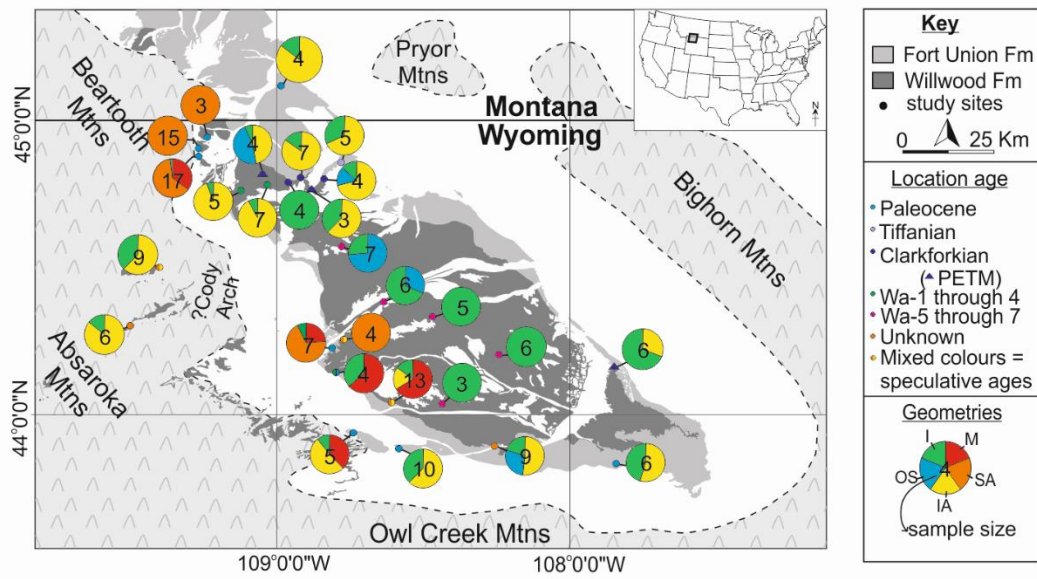 Pryor
Mtns
Beartooth
Mtns
Montana
Wyoming
45°0'0"N
44°0'0"N
4
3
15
4
7
5
17
4
5
7
4
3
9
7
?Cody
Arch
6
5
6
Absaroka
Mtns
Bighorn Mtns
7
4
6
6
4
13
3
5
10
9
6
Owl Creek Mtns
109°0'0"W
108°0'0"W
N
Key
Fort Union Fm
Willwood Fm
study sites
0 25 Km
Location age
Paleocene
Tiffanian
Clarkforkian
( PETM)
Wa-1 through 4
Wa-5 through 7
Unknown
Mixed colours =
speculative ages
Geometries
I M
4
OS SA
IA
sample size